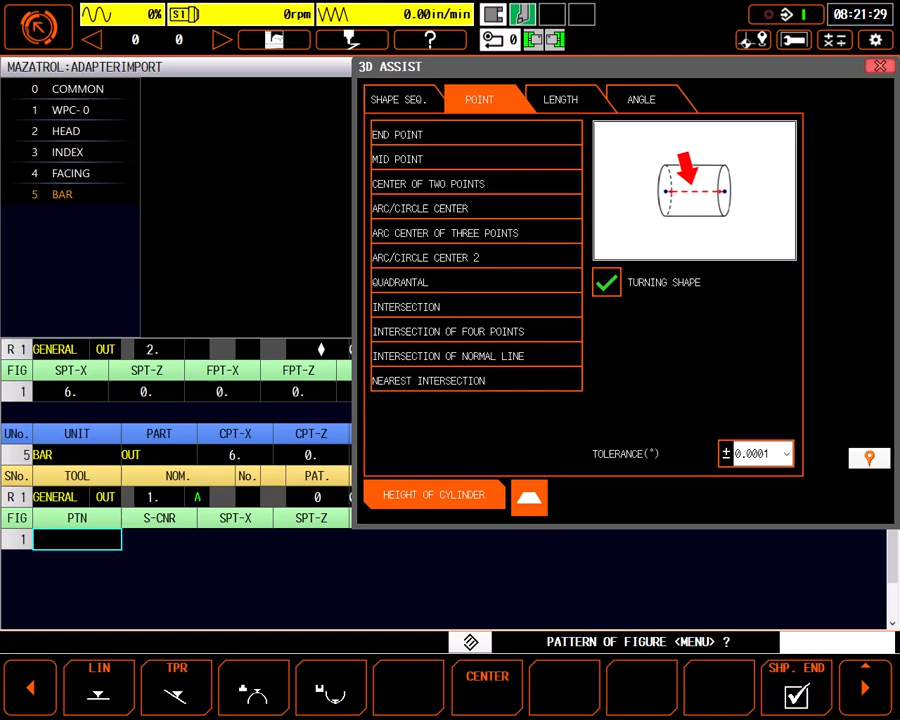 0% S1 0rpm 0.00in/min 08:21:29
0 0 ? 0
MAZATROL:ADAPTERIMPORT
0 COMMON
1 WPC- 0
2 HEAD
3 INDEX
4 FACING
5 BAR
3D ASSIST
SHAPE SEQ. POINT LENGTH ANGLE
END POINT
MID POINT
CENTER OF TWO POINTS
ARC/CIRCLE CENTER
ARC CENTER OF THREE POINTS
ARC/CIRCLE CENTER 2
QUADRANTAL
INTERSECTION
INTERSECTION OF FOUR POINTS
INTERSECTION OF NORMAL LINE
NEAREST INTERSECTION
TURNING SHAPE
TOLERANCE(°) ± 0.0001
HEIGHT OF CYLINDER
R 1 GENERAL OUT 2. ♦
FIG SPT-X SPT-Z FPT-X FPT-Z
1 6. 0. 0. 0.
UNo. UNIT PART CPT-X CPT-Z
5 BAR OUT 6. 0.
SNo. TOOL NOM. No. PAT.
R 1 GENERAL OUT 1. A 0
FIG PTN S-CNR SPT-X SPT-Z
1
PATTERN OF FIGURE <MENU> ?
LIN TPR CENTER SHP. END